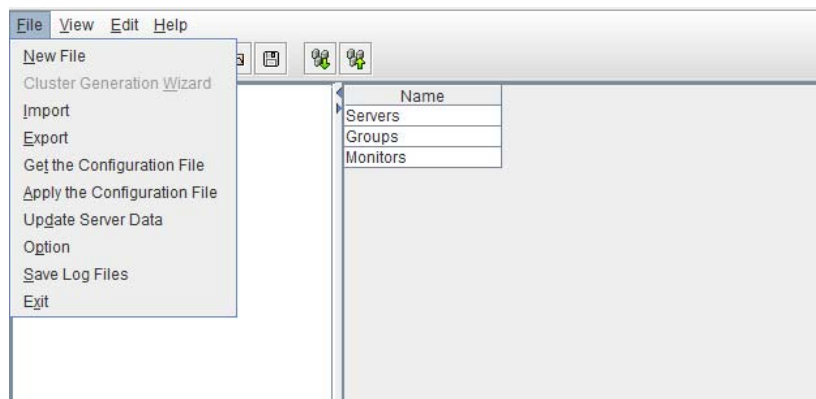 File View Edit Help
New File
Cluster Generation Wizard
Import
Export
Get the Configuration File
Apply the Configuration File
Update Server Data
Option
Save Log Files
Exit
Name
Servers
Groups
Monitors